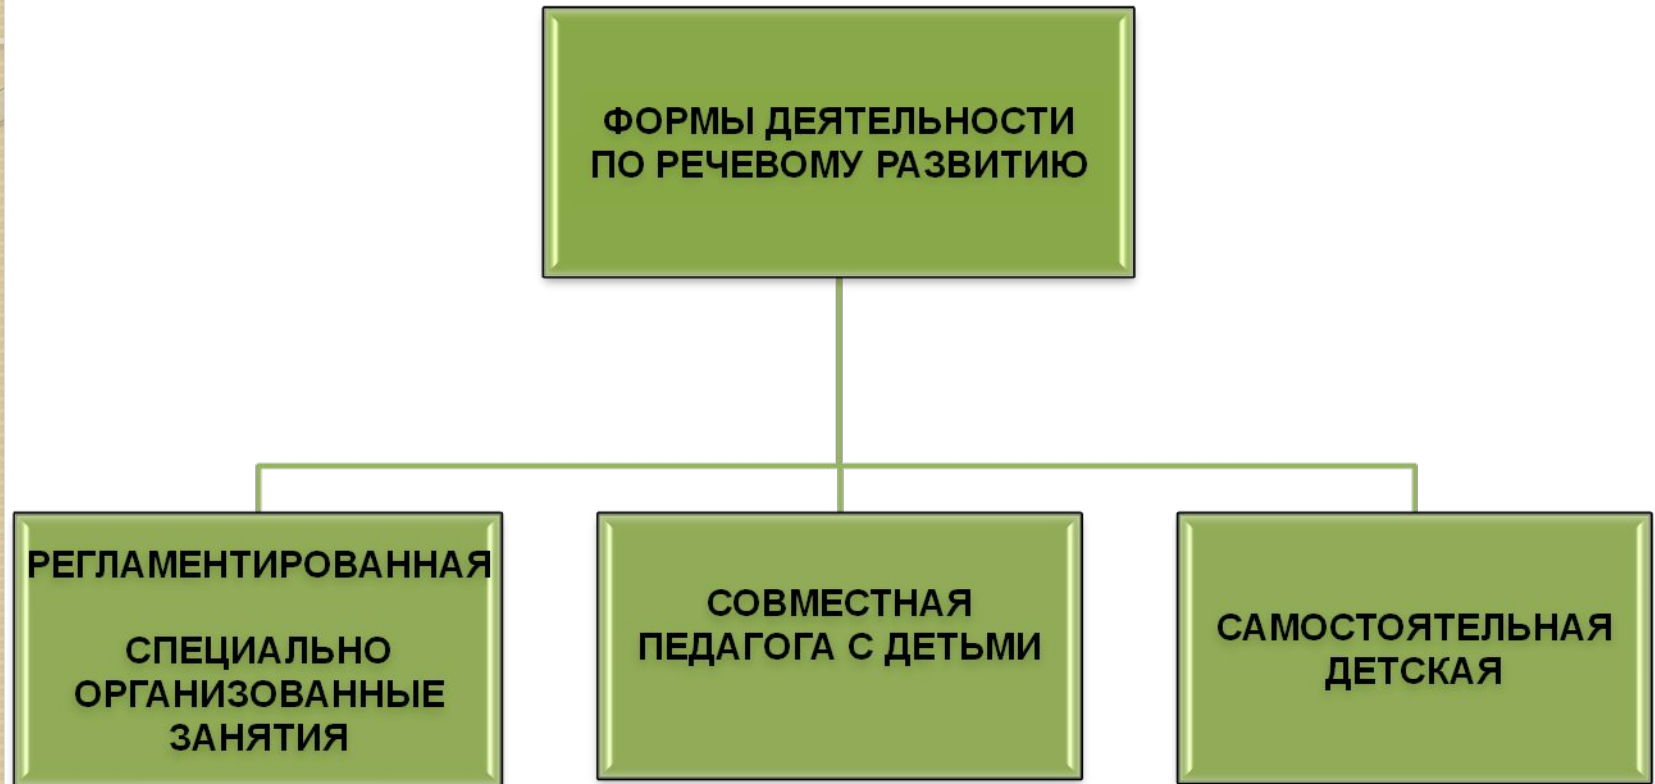 ФОРМЫ ДЕЯТЕЛЬНОСТИ
ПО РЕЧЕВОМУ РАЗВИТИЮ
РЕГЛАМЕНТИРОВАННАЯ
СПЕЦИАЛЬНО
ОРГАНИЗОВАННЫЕ
ЗАНЯТИЯ
СОВМЕСТНАЯ
ПЕДАГОГА С ДЕТЬМИ
САМОСТОЯТЕЛЬНАЯ
ДЕТСКАЯ